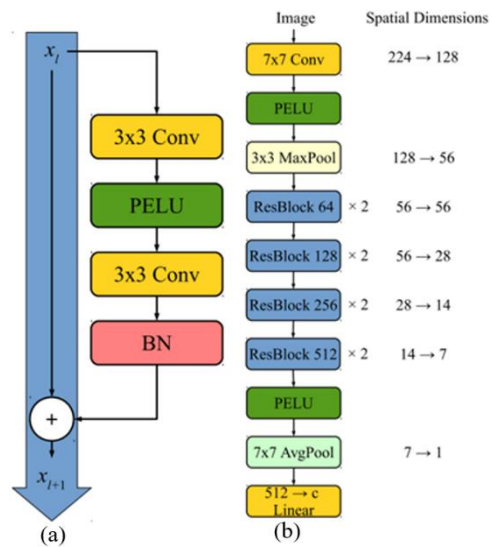 x_l
3x3 Conv
PELU
3x3 Conv
BN
+
x_{l+1}
(a)
Image Spatial Dimensions
7x7 Conv 224 → 128
PELU
3x3 MaxPool 128 → 56
ResBlock 64 × 2 56 → 56
ResBlock 128 × 2 56 → 28
ResBlock 256 × 2 28 → 14
ResBlock 512 × 2 14 → 7
PELU
7x7 AvgPool 7 → 1
512 → c
Linear
(b)